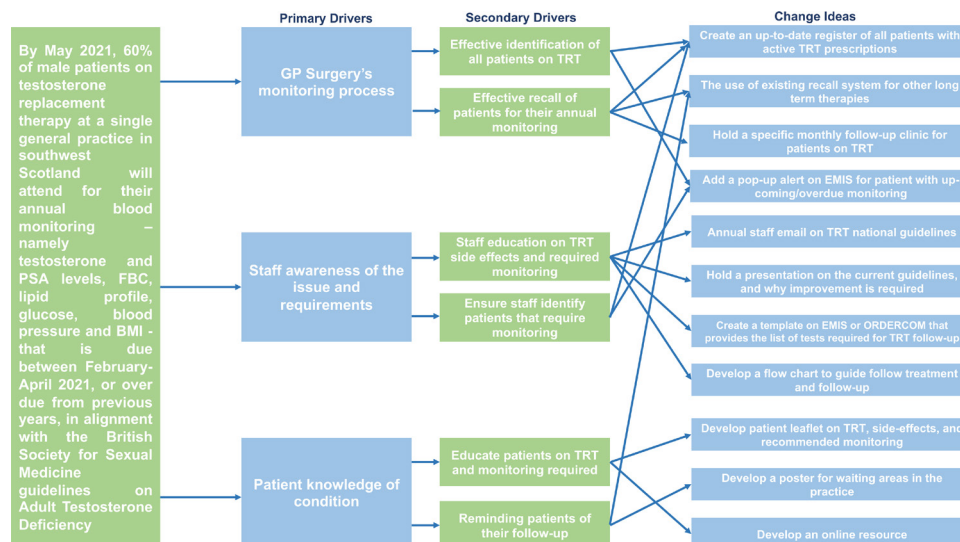 Primary Drivers
Secondary Drivers
Change Ideas
By May 2021, 60%
of male patients on
testosterone
replacement
therapy at a single
general practice in
southwest
Scotland will
attend for their
annual blood
monitoring –
namely
testosterone and
PSA levels, FBC,
lipid profile,
glucose, blood
pressure and BMI -
that is due
between February-
April 2021, or over
due from previous
years, in alignment
with the British
Society for Sexual
Medicine
guidelines on
Adult Testosterone
Deficiency
GP Surgery's
monitoring process
Staff awareness of the
issue and
requirements
Patient knowledge of
condition
Effective identification of
all patients on TRT
Effective recall of
patients for their annual
monitoring
Staff education on TRT
side effects and required
monitoring
Ensure staff identify
patients that require
monitoring
Educate patients on TRT
and monitoring required
Reminding patients of
their follow-up
Create an up-to-date register of all patients with
active TRT prescriptions
The use of existing recall system for other long
term therapies
Hold a specific monthly follow-up clinic for
patients on TRT
Add a pop-up alert on EMIS for patient with up-
coming/overdue monitoring
Annual staff email on TRT national guidelines
Hold a presentation on the current guidelines,
and why improvement is required
Create a template on EMIS or ORDERCOM that
provides the list of tests required for TRT follow-up
Develop a flow chart to guide follow treatment
and follow-up
Develop patient leaflet on TRT, side-effects, and
recommended monitoring
Develop a poster for waiting areas in the
practice
Develop an online resource